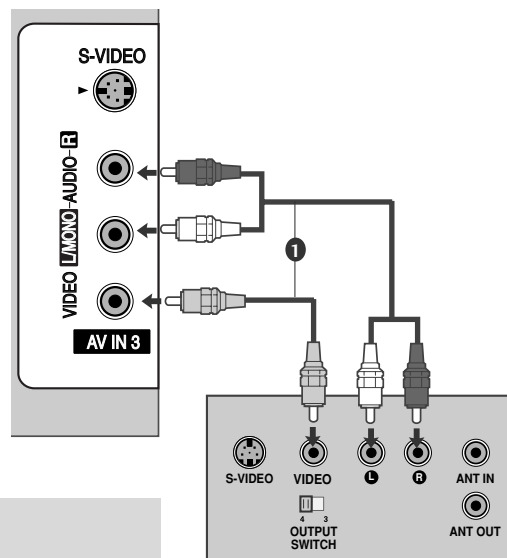 S-VIDEO
VIDEO L/MONO-AUDIO-R
AV IN 3
1
S-VIDEO
VIDEO
L
R
ANT IN
4 3
OUTPUT
SWITCH
ANT OUT